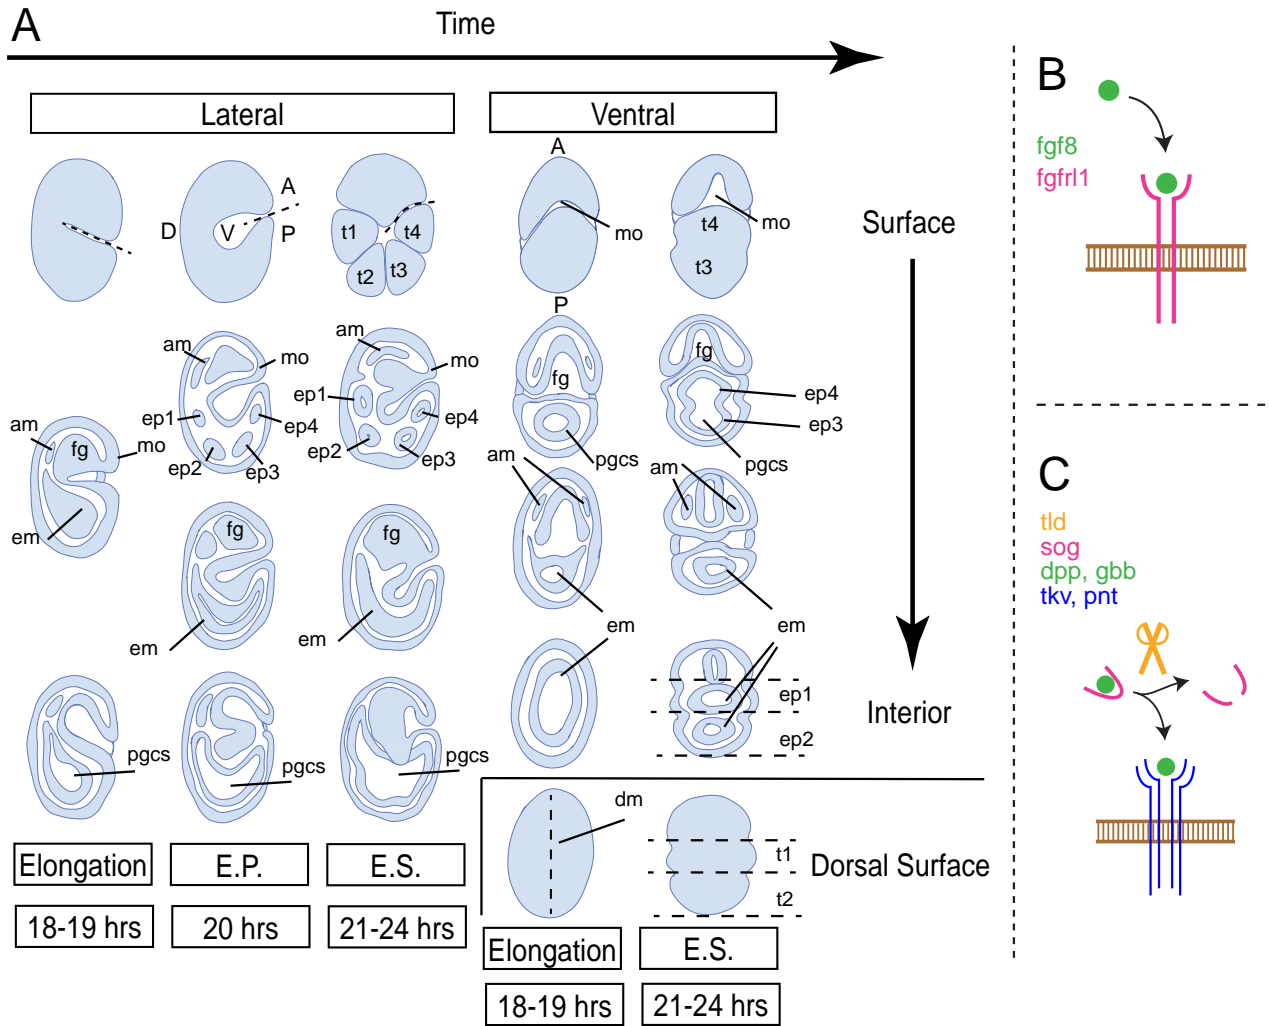 A
Time
Lateral
Ventral
A
A
D
V
P
t1
t4
t2
t3
mo
t4
mo
t3
Surface
P
am
mo
am
mo
ep1
ep4
ep2
ep3
ep1
ep4
ep2
ep3
fg
fg
ep4
ep3
pgcs
pgcs
am
fg
mo
em
am
am
fg
fg
em
em
em
em
ep1
ep2
Interior
pgcs
pgcs
pgcs
dm
t1
t2
Dorsal Surface
Elongation
E.P.
E.S.
18-19 hrs
20 hrs
21-24 hrs
Elongation
E.S.
18-19 hrs
21-24 hrs
B
fgf8
fgfrl1
C
tld
sog
dpp, gbb
tkv, pnt